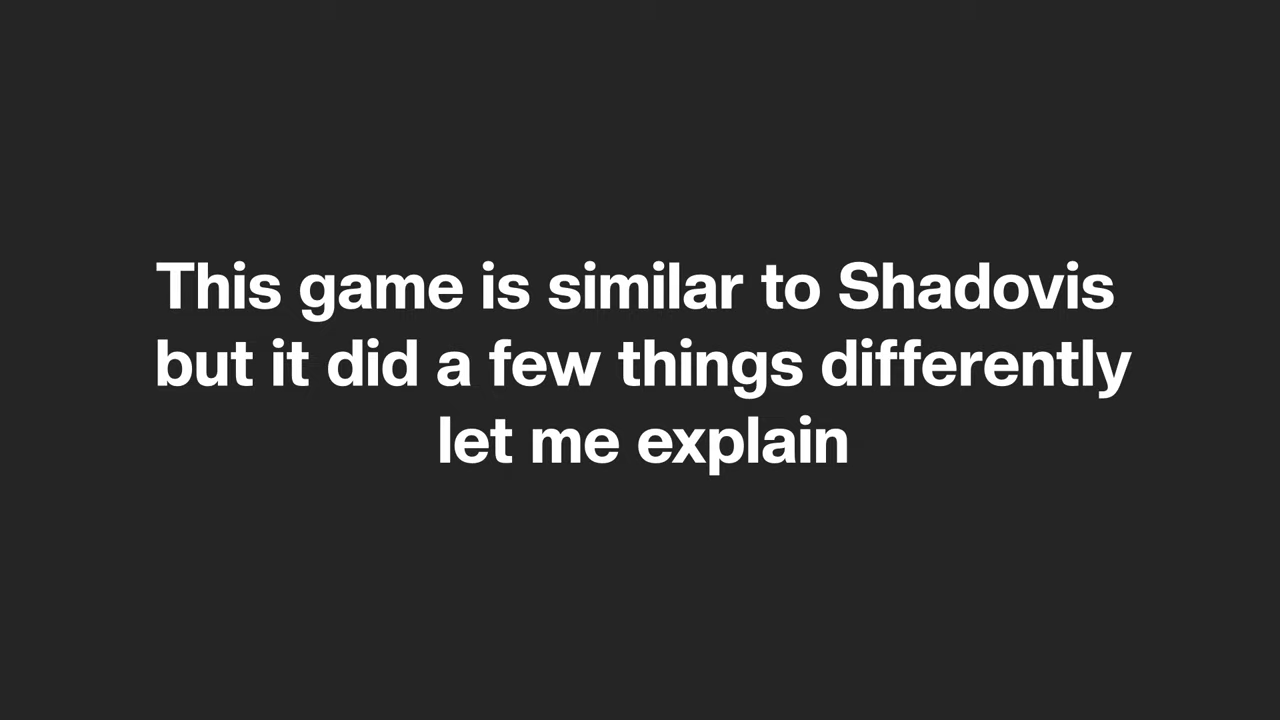 This game is similar to Shadovis
but it did a few things differently
let me explain